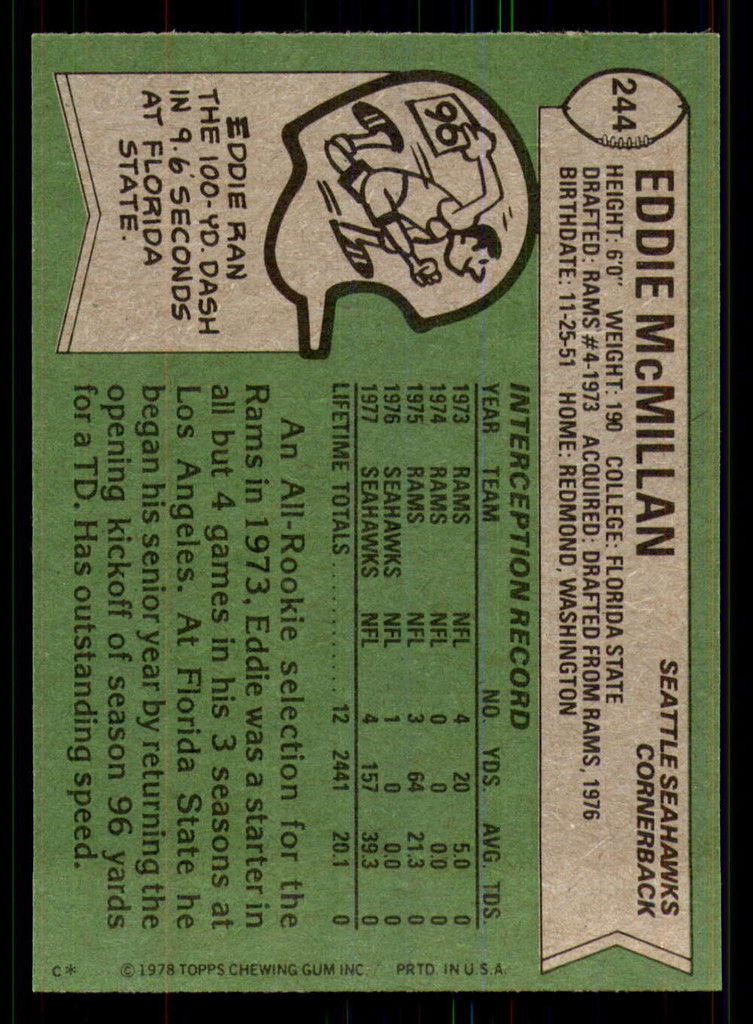 244
EDDIE McMILLAN
SEATTLE SEAHAWKS
CORNERBACK
HEIGHT: 6'0" WEIGHT: 190 COLLEGE: FLORIDA STATE
DRAFTED: RAMS #4-1973 ACQUIRED: DRAFTED FROM RAMS, 1976
BIRTHDATE: 11-25-51 HOME: REDMOND, WASHINGTON
96
EDDIE RAN
THE 100-YD. DASH
IN 9.6 SECONDS
AT FLORIDA
STATE.
INTERCEPTION RECORD
YEAR TEAM NO. YDS. AVG. TDS.
1973 RAMS NFL 4 20 5.0 0
1974 RAMS NFL 0 0 0.0 0
1975 RAMS NFL 3 64 21.3 0
1976 SEAHAWKS NFL 1 0 0.0 0
1977 SEAHAWKS NFL 4 157 39.3 0
LIFETIME TOTALS .............. 12 2441 20.1 0
An All-Rookie selection for the
Rams in 1973, Eddie was a starter in
all but 4 games in his 3 seasons at
Los Angeles. At Florida State he
began his senior year by returning the
opening kickoff of season 96 yards
for a TD. Has outstanding speed.
C* © 1978 TOPPS CHEWING GUM INC. PRTD. IN U.S.A.